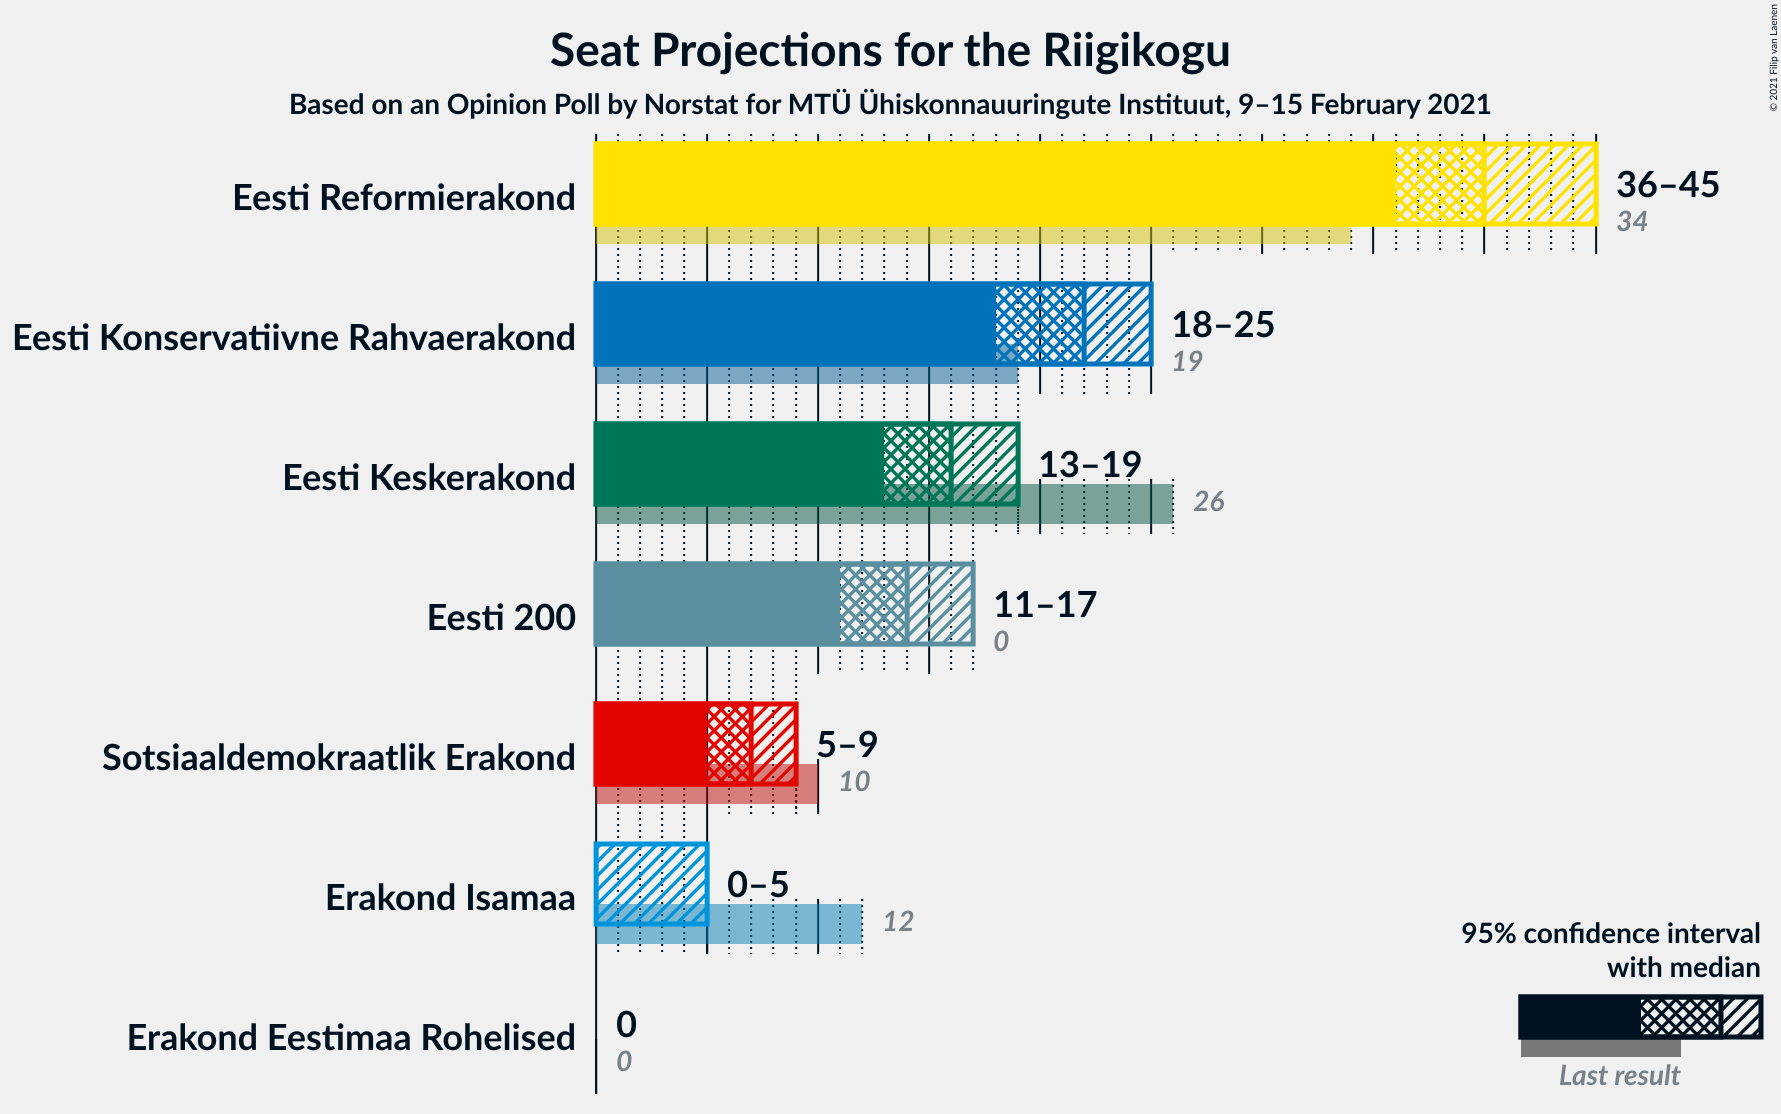 Seat Projections for the Riigikogu
Based on an Opinion Poll by Norstat for MTÜ Ühiskonnauuringute Instituut, 9–15 February 2021
© 2021 Filip van Laenen
Eesti Reformierakond
36–45
34
Eesti Konservatiivne Rahvaerakond
18–25
19
Eesti Keskerakond
13–19
26
Eesti 200
11–17
0
Sotsiaaldemokraatlik Erakond
5–9
10
Erakond Isamaa
0–5
12
Erakond Eestimaa Rohelised
0
0
95% confidence interval
with median
Last result